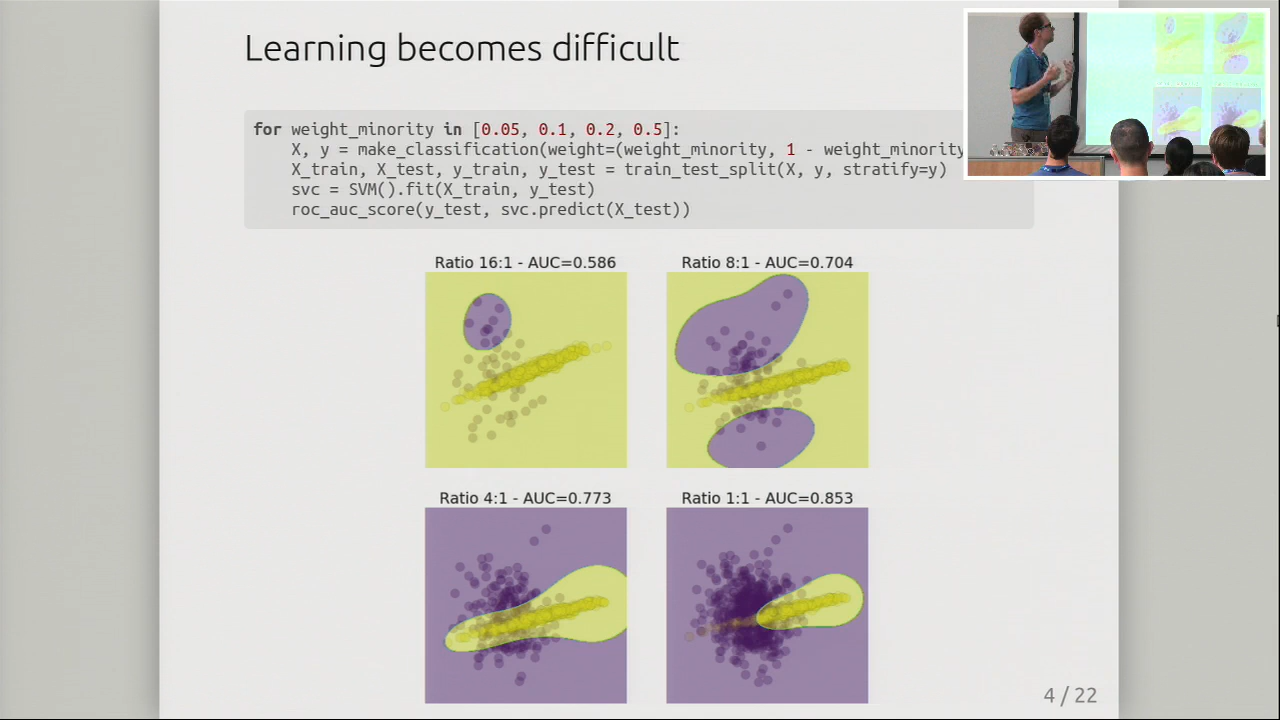 Learning becomes difficult
for weight_minority in [0.05, 0.1, 0.2, 0.5]:
X, y = make_classification(weight=(weight_minority, 1 - weight_minority
X_train, X_test, y_train, y_test = train_test_split(X, y, stratify=y)
svc = SVM().fit(X_train, y_test)
roc_auc_score(y_test, svc.predict(X_test))
Ratio 16:1 - AUC=0.586
Ratio 8:1 - AUC=0.704
Ratio 4:1 - AUC=0.773
Ratio 1:1 - AUC=0.853
4 / 22